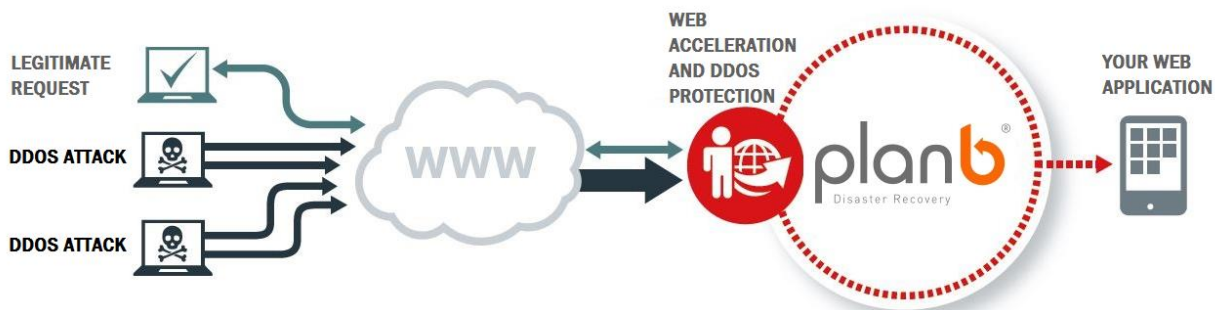 LEGITIMATE
REQUEST
DDOS ATTACK
DDOS ATTACK
WWW
WEB
ACCELERATION
AND DDOS
PROTECTION
planb®
Disaster Recovery
YOUR WEB
APPLICATION